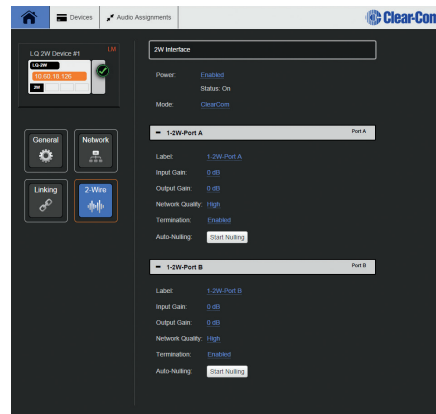 Devices
Audio Assignments
Clear-Com
LQ 2W Device #1
LM
LQ-2W
10.60.18.126
2W
General
Network
Linking
2-Wire
2W Interface
Power: Enabled
Status: On
Mode: ClearCom
1-2W-Port A Port A
Label: 1-2W-Port A
Input Gain: 0 dB
Output Gain: 0 dB
Network Quality: High
Termination: Enabled
Auto-Nulling: Start Nulling
1-2W-Port B Port B
Label: 1-2W-Port B
Input Gain: 0 dB
Output Gain: 0 dB
Network Quality: High
Termination: Enabled
Auto-Nulling: Start Nulling